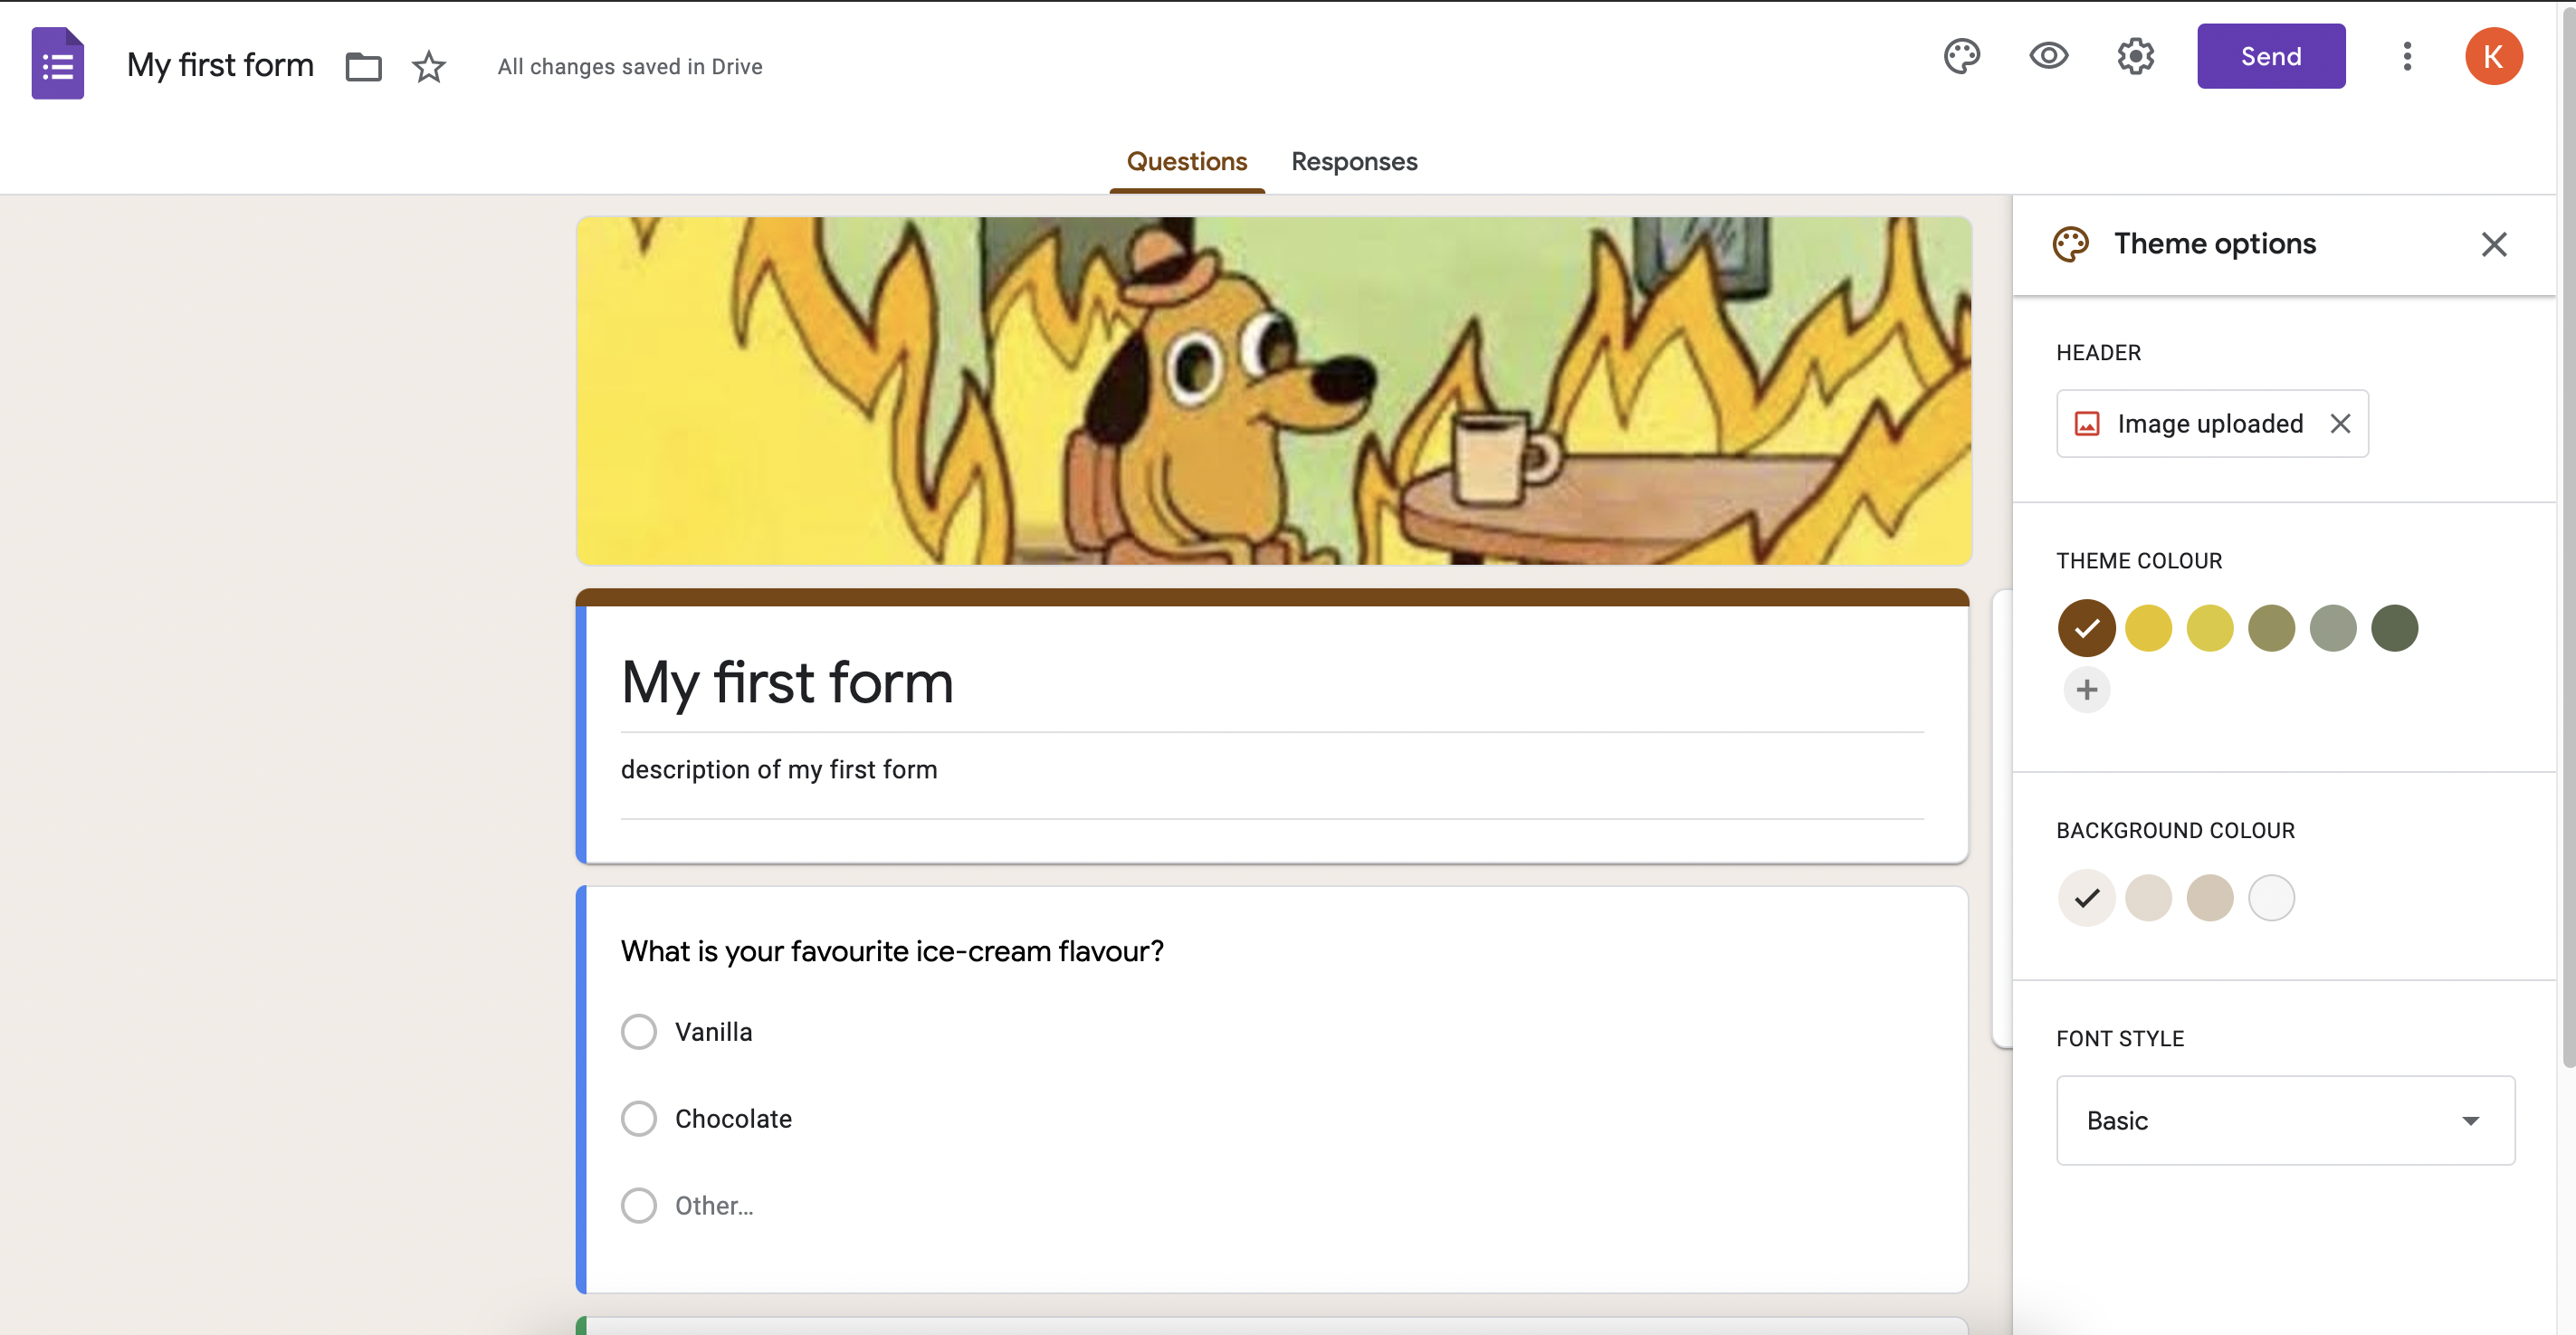 My first form
All changes saved in Drive
Send
K
Questions
Responses
Theme options
HEADER
Image uploaded
THEME COLOUR
BACKGROUND COLOUR
FONT STYLE
Basic
My first form
description of my first form
What is your favourite ice-cream flavour?
Vanilla
Chocolate
Other...